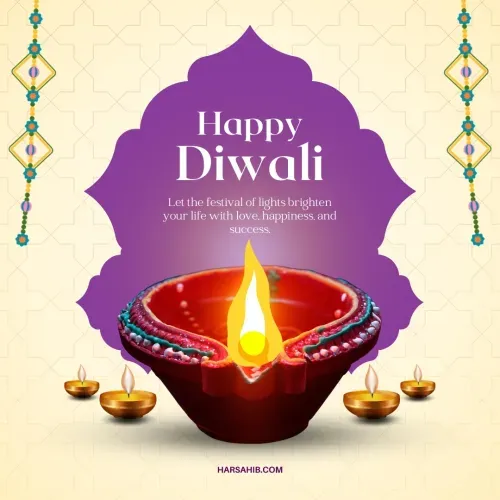 Happy
Diwali
Let the festival of lights brighten
your life with love, happiness, and
success.
HARSAHIB.COM